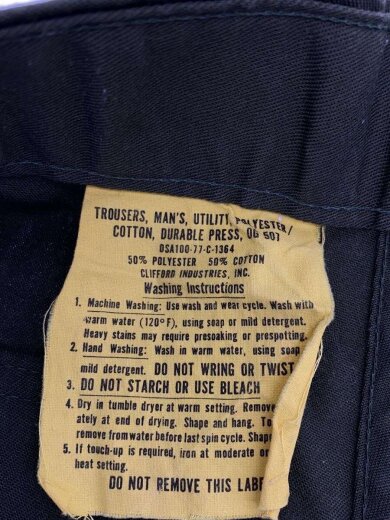 TROUSERS, MAN'S, UTILITY, POLYESTER/
COTTON, DURABLE PRESS, OG 507
DSA100-77-C-1364
50% POLYESTER 50% COTTON
CLIFFORD INDUSTRIES, INC.
Washing Instructions
1. Machine Washing: Use wash and wear cycle. Wash with
warm water (120°F), using soap or mild detergent.
Heavy stains may require presoaking or prespotting.
2. Hand Washing: Wash in warm water, using soap
mild detergent. DO NOT WRING OR TWIST
3. DO NOT STARCH OR USE BLEACH
4. Dry in tumble dryer at warm setting. Remove
ately at end of drying. Shape and hang. To
remove from water before last spin cycle. Shape
5. If touch-up is required, iron at moderate or
heat setting.
DO NOT REMOVE THIS LABE